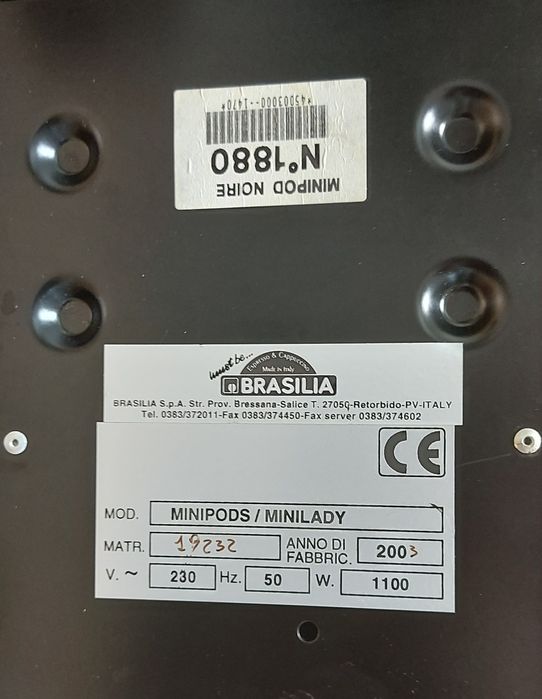 MINIPOD NOIRE
N°1880
*45003000--1470*
must be...
Espresso & Cappuccino
Made in Italy
BRASILIA
BRASILIA S.p.A. Str. Prov. Bressana-Salice T. 27050-Retorbido-PV-ITALY
Tel. 0383/372011-Fax 0383/374450-Fax server 0383/374602
CE
MOD. MINIPODS / MINILADY
MATR. 19232 ANNO DI FABBRIC. 2003
V. ~ 230 Hz. 50 W. 1100